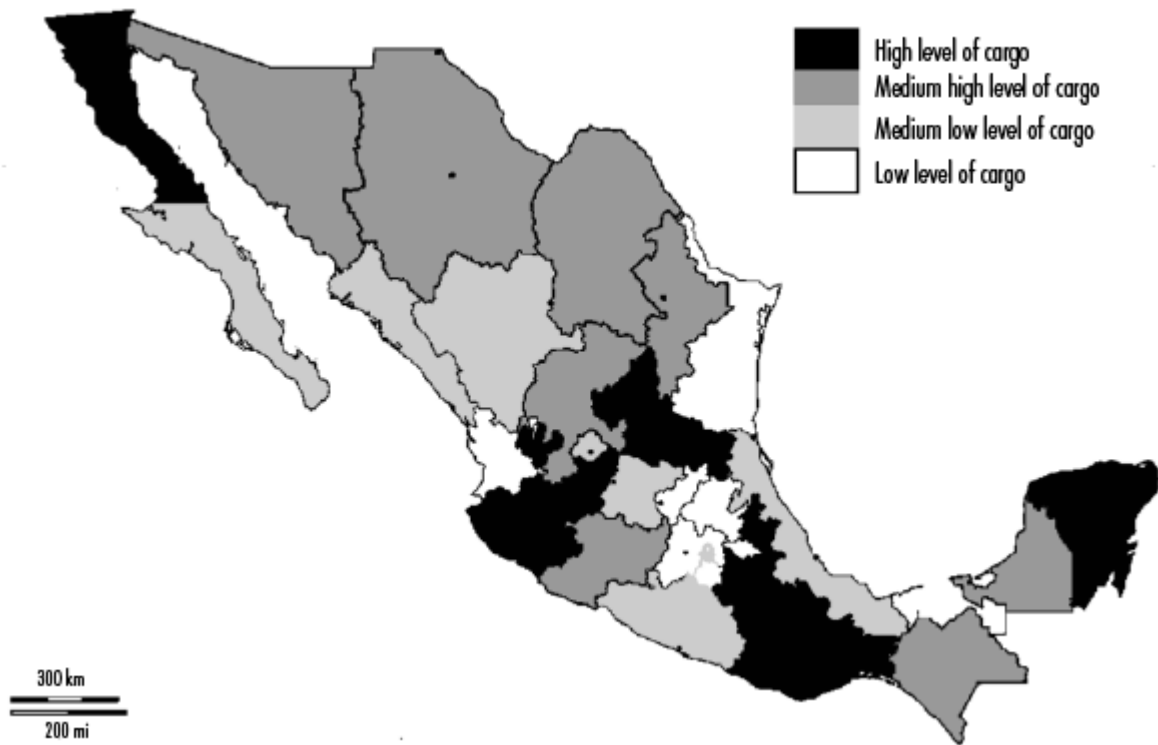 High level of cargo
Medium high level of cargo
Medium low level of cargo
Low level of cargo
300 km
200 mi